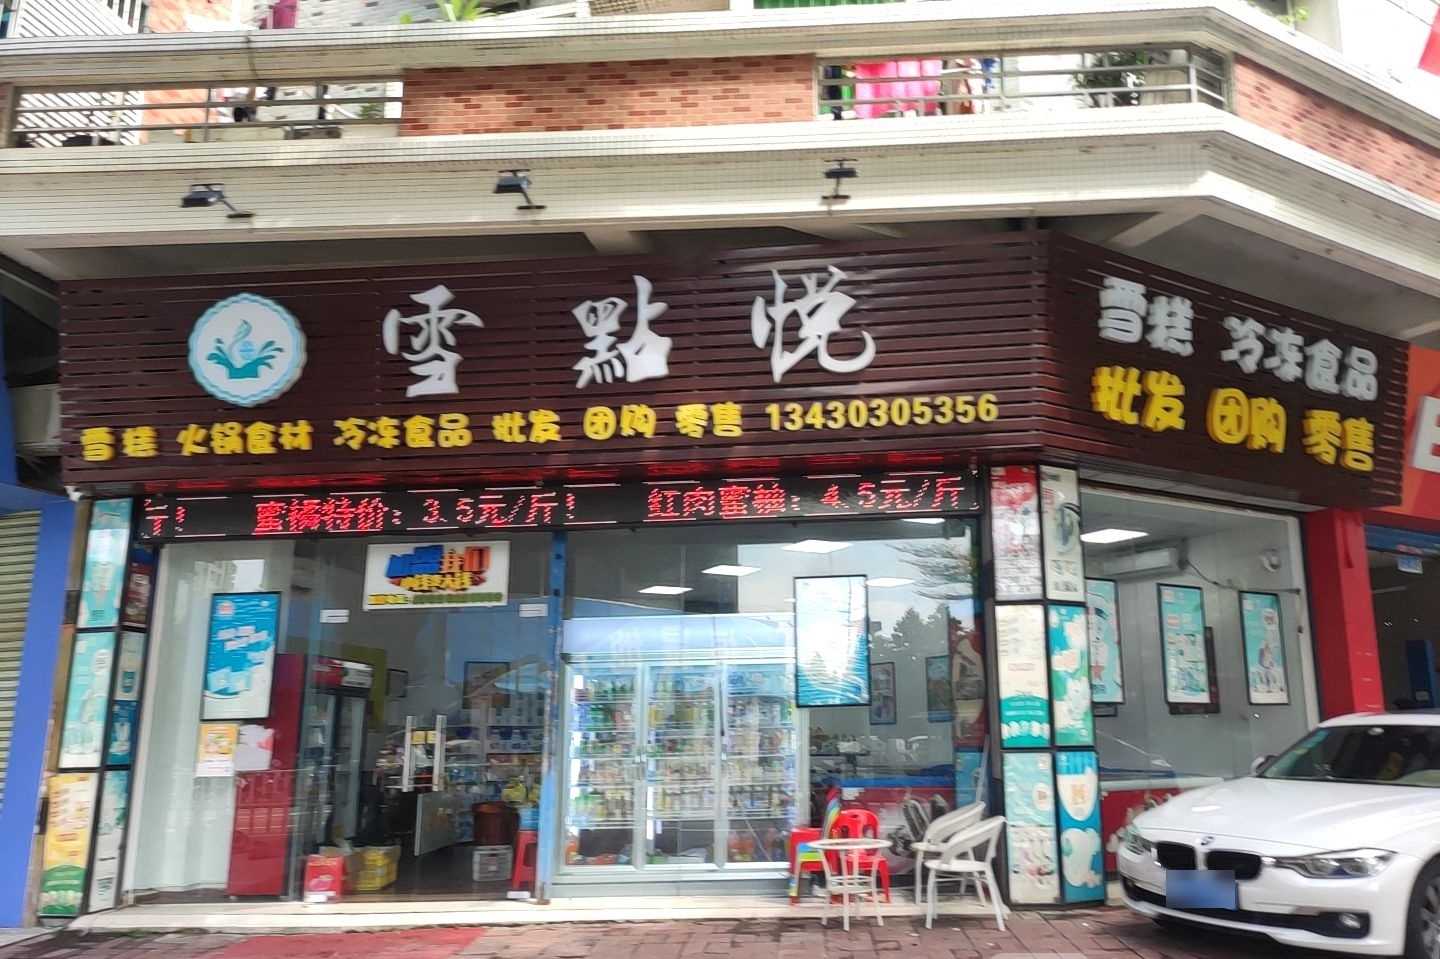 雪點悦
雪糕 火锅食材 冷冻食品 批发 团购 零售 13430305356
雪糕 冷冻食品
批发 团购 零售
斤! 蜜橘特价:3.5元/斤! 红肉蜜柚:4.5元/斤